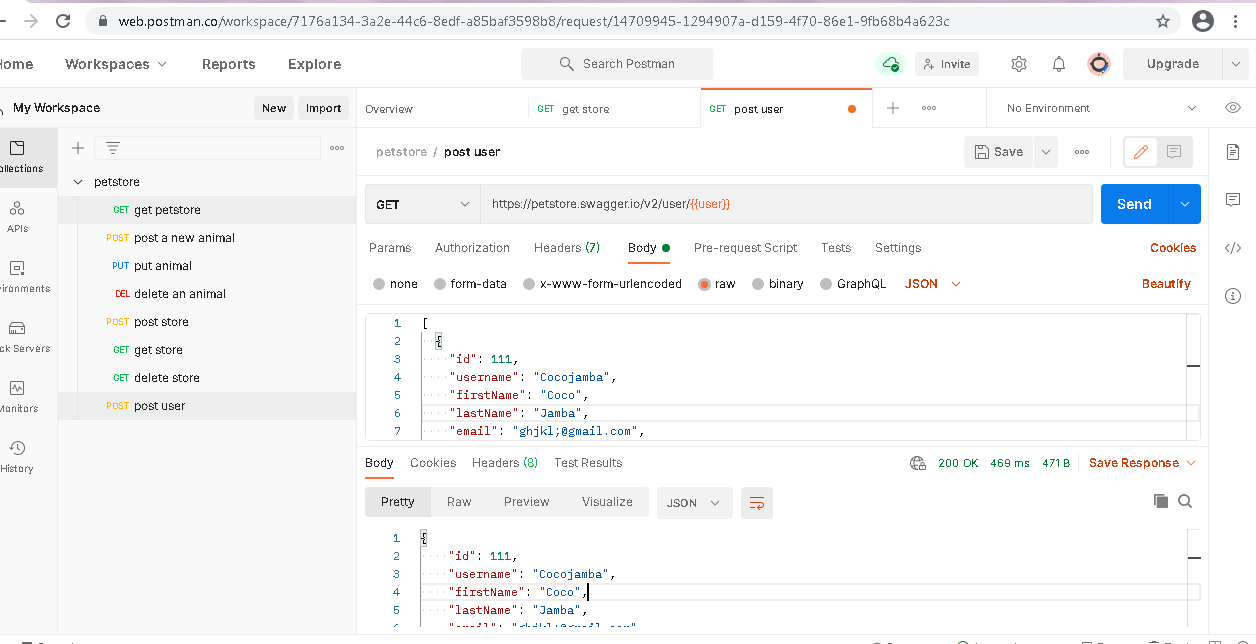 web.postman.co/workspace/7176a134-3a2e-44c6-8edf-a85baf3598b8/request/14709945-1294907a-d159-4f70-86e1-9fb68b4a623c
Home Workspaces Reports Explore Search Postman Invite Upgrade
My Workspace New Import Overview GET get store GET post user No Environment
ollections
petstore / post user Save
petstore
GET get petstore
POST post a new animal
PUT put animal
DEL delete an animal
POST post store
GET get store
GET delete store
POST post user
APIs
vironments
ck Servers
Monitors
History
GET https://petstore.swagger.io/v2/user/{{user}} Send
Params Authorization Headers (7) Body Pre-request Script Tests Settings Cookies
none form-data x-www-form-urlencoded raw binary GraphQL JSON Beautify
1 [
2 {
3 "id": 111,
4 "username": "Cocojamba",
5 "firstName": "Coco",
6 "lastName": "Jamba",
7 "email": "ghjkl;@gmail.com",
Body Cookies Headers (8) Test Results 200 OK 469 ms 471 B Save Response
Pretty Raw Preview Visualize JSON
1 {
2 "id": 111,
3 "username": "Cocojamba",
4 "firstName": "Coco",
5 "lastName": "Jamba",